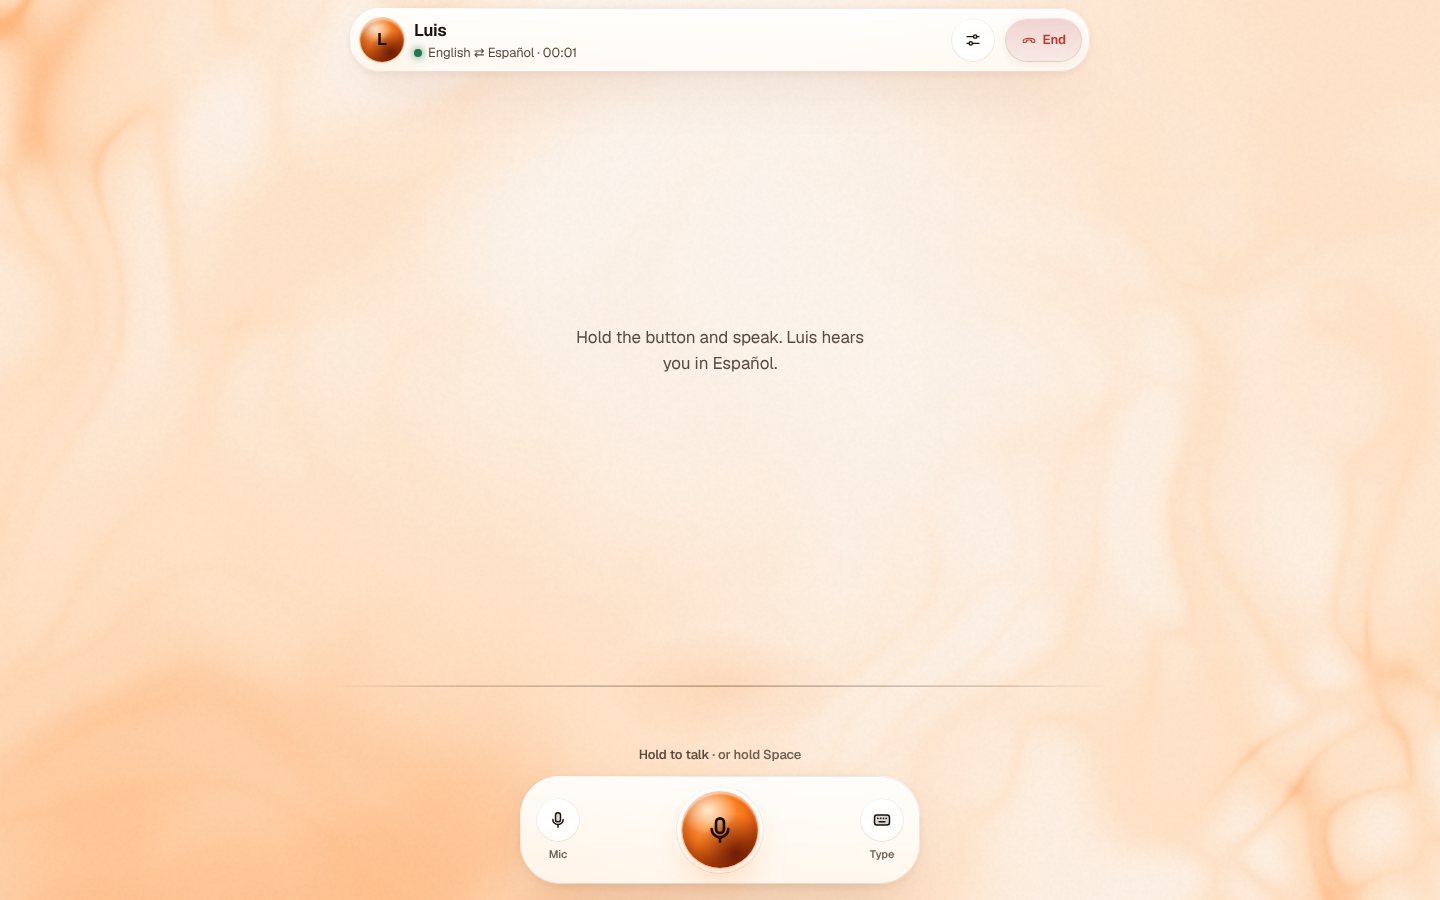 L
Luis
English ⇄ Español · 00:01
End
Hold the button and speak. Luis hears
you in Español.
Hold to talk · or hold Space
Mic
Type